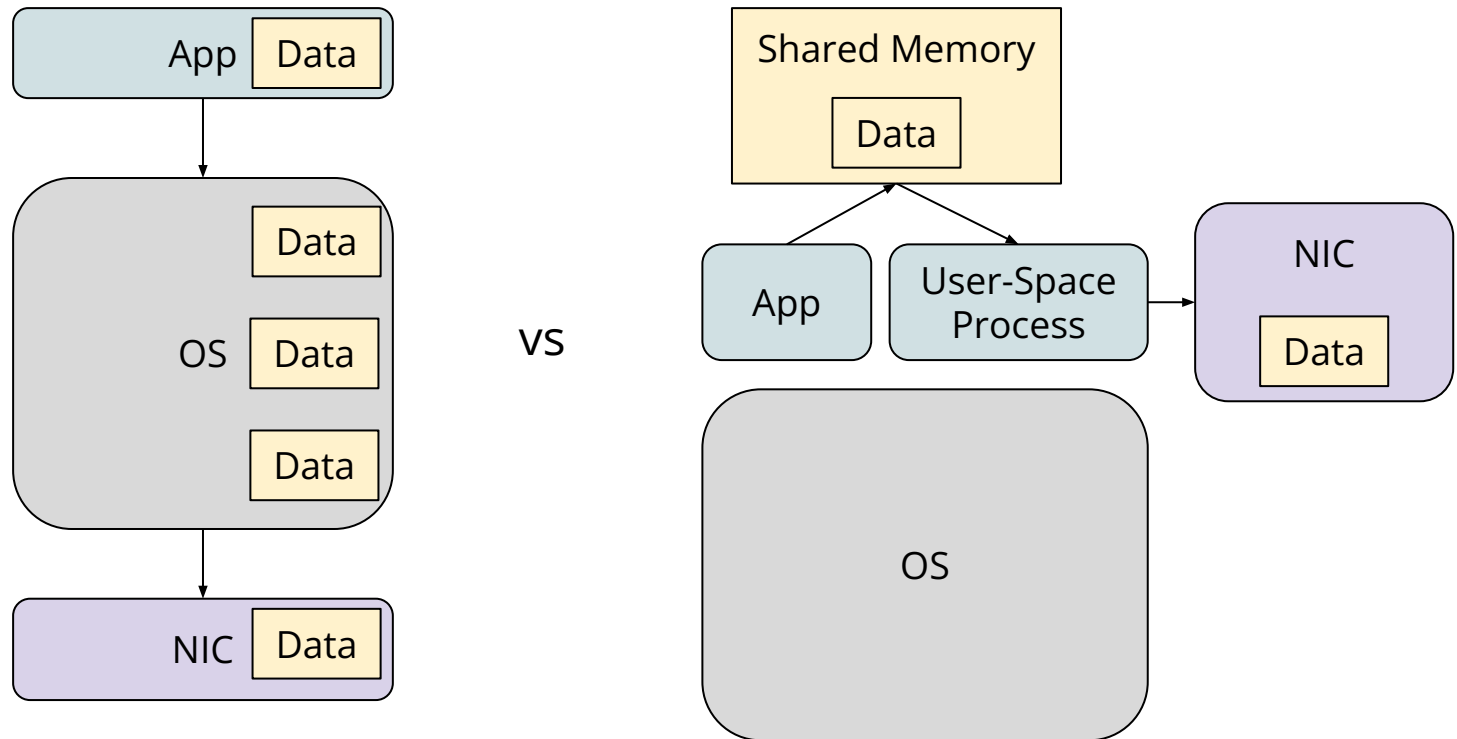 App
Data
Data
OS
Data
Data
NIC
Data
vs
Shared Memory
Data
App
User-Space
Process
NIC
Data
OS